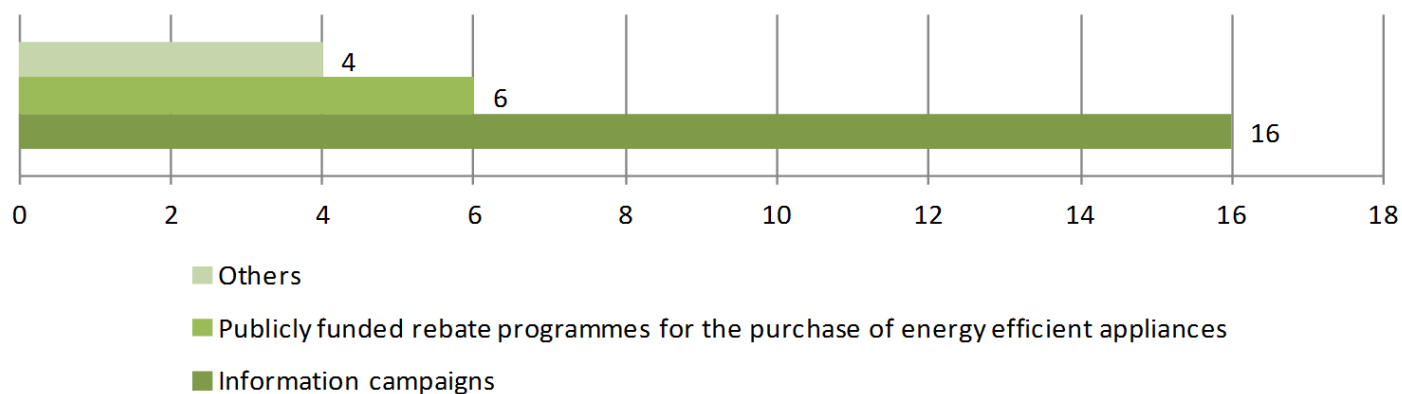 4
6
16
0 2 4 6 8 10 12 14 16 18
Others
Publicly funded rebate programmes for the purchase of energy efficient appliances
Information campaigns